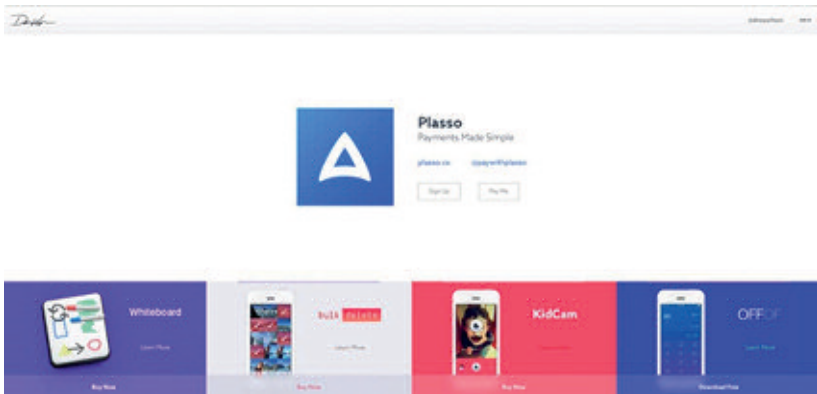 Plasso
Payments Made Simple
plasso.co @paywithplasso
Sign Up Pay Me
Whiteboard
Learn More
Buy Now
bulk delete
Learn More
Buy Now
KidCam
Buy Now
OFFOF
Learn More
Download Free